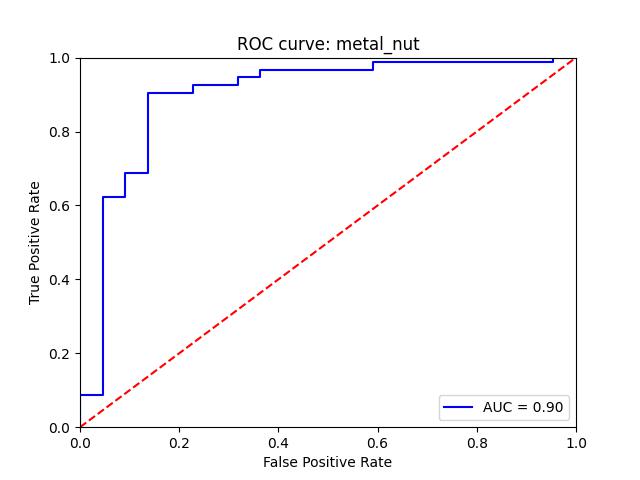 ROC curve: metal_nut
1.0
0.8
0.6
0.4
0.2
0.0
True Positive Rate
AUC = 0.90
0.0 0.2 0.4 0.6 0.8 1.0
False Positive Rate